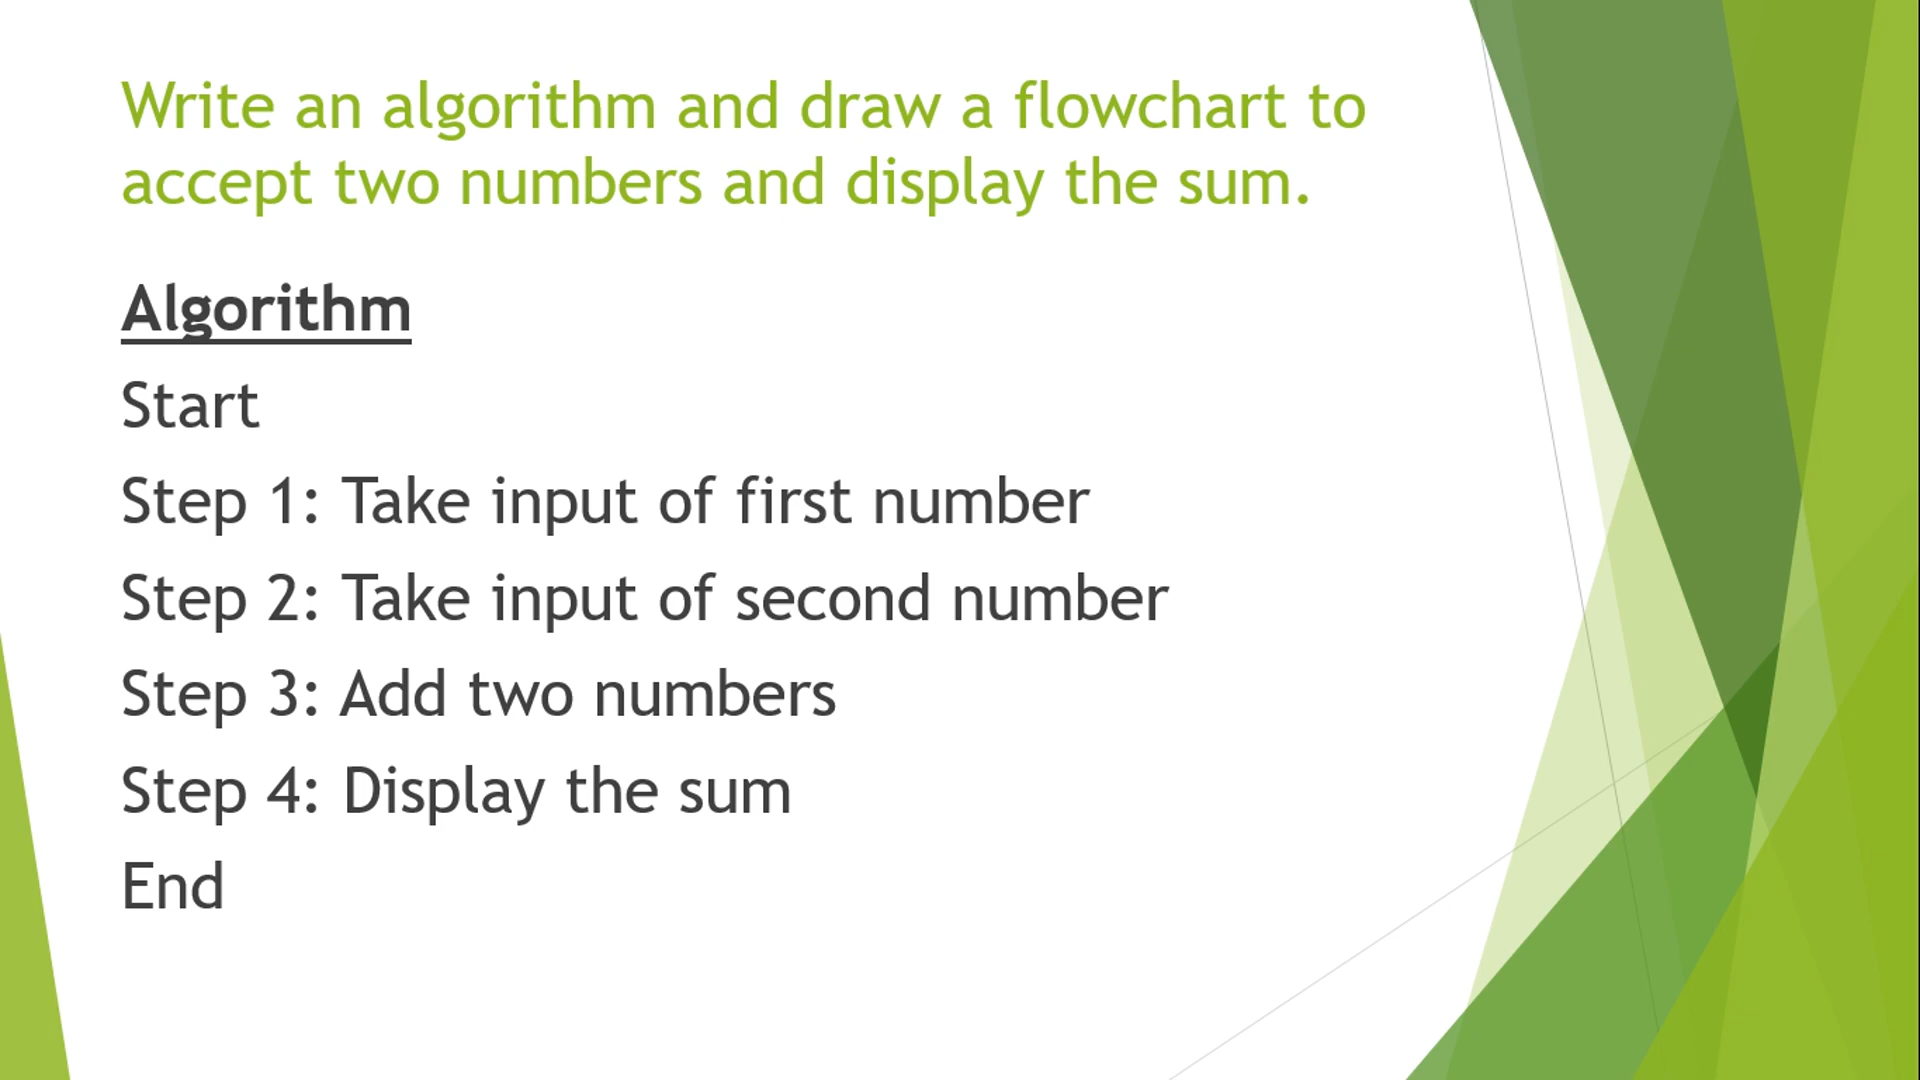 Write an algorithm and draw a flowchart to
accept two numbers and display the sum.
Algorithm
Start
Step 1: Take input of first number
Step 2: Take input of second number
Step 3: Add two numbers
Step 4: Display the sum
End